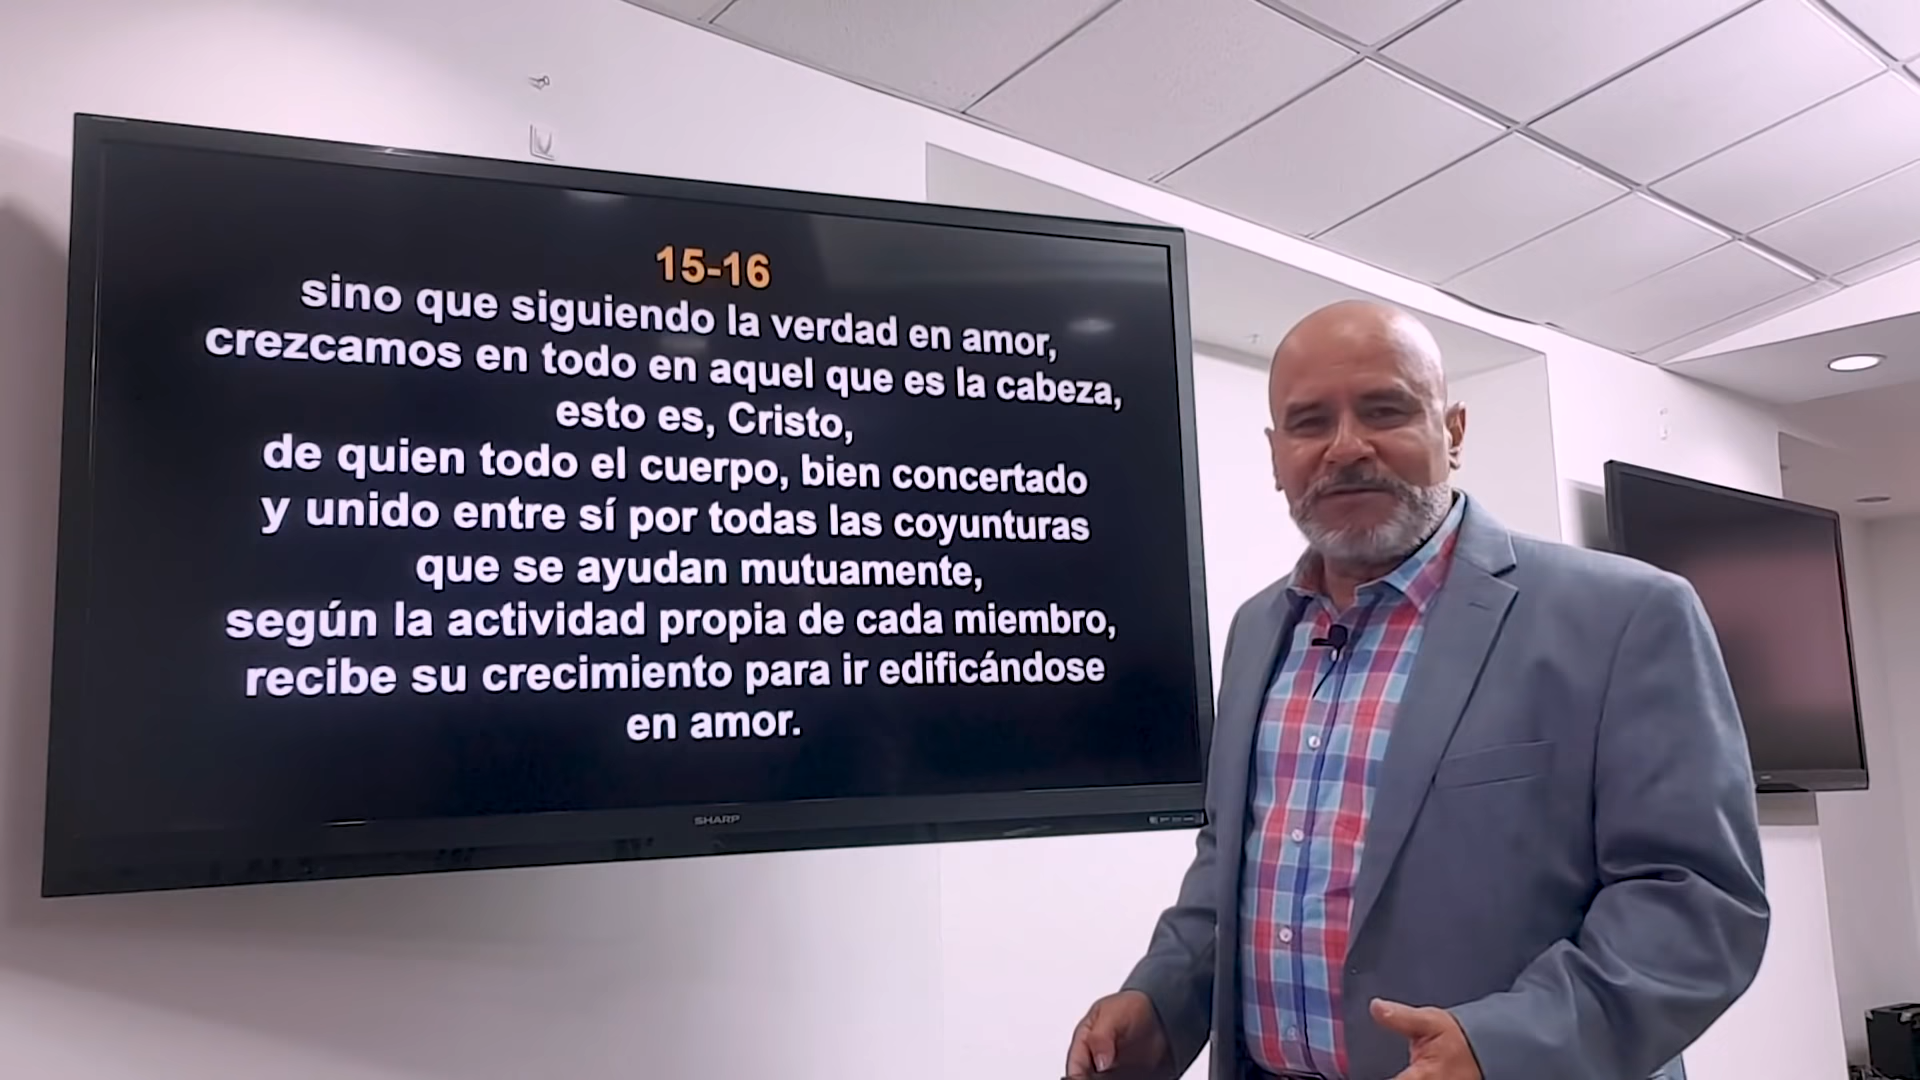 15-16
sino que siguiendo la verdad en amor,
crezcamos en todo en aquel que es la cabeza,
esto es, Cristo,
de quien todo el cuerpo, bien concertado
y unido entre sí por todas las coyunturas
que se ayudan mutuamente,
según la actividad propia de cada miembro,
recibe su crecimiento para ir edificándose
en amor.
SHARP